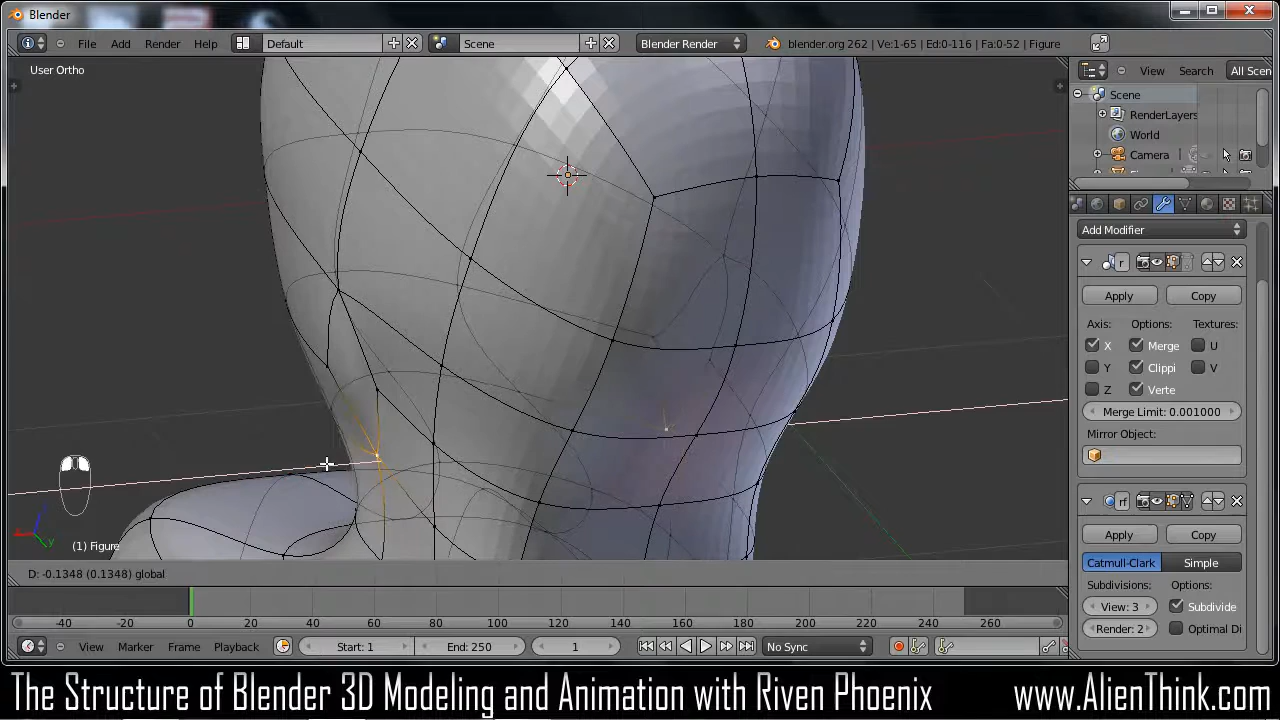 Blender
File Add Render Help Default Scene Blender Render blender.org 262 | Ve:1-65 | Ed:0-116 | Fa:0-52 | Figure
User Ortho
View Search All Scen
Scene
RenderLayers
World
Camera
Add Modifier
r
Apply Copy
Axis: Options: Textures:
X Merge U
Y Clippi V
Z Verte
Merge Limit: 0.001000
Mirror Object:
rf
Apply Copy
Catmull-Clark Simple
Subdivisions: Options:
View: 3 Subdivide
Render: 2 Optimal Di
(1) Figure
D: -0.1348 (0.1348) global
-40 -20 0 20 40 60 80 100 120 140 160 180 200 220 240 260
View Marker Frame Playback Start: 1 End: 250 1 No Sync
The Structure of Blender 3D Modeling and Animation with Riven Phoenix www.AlienThink.com